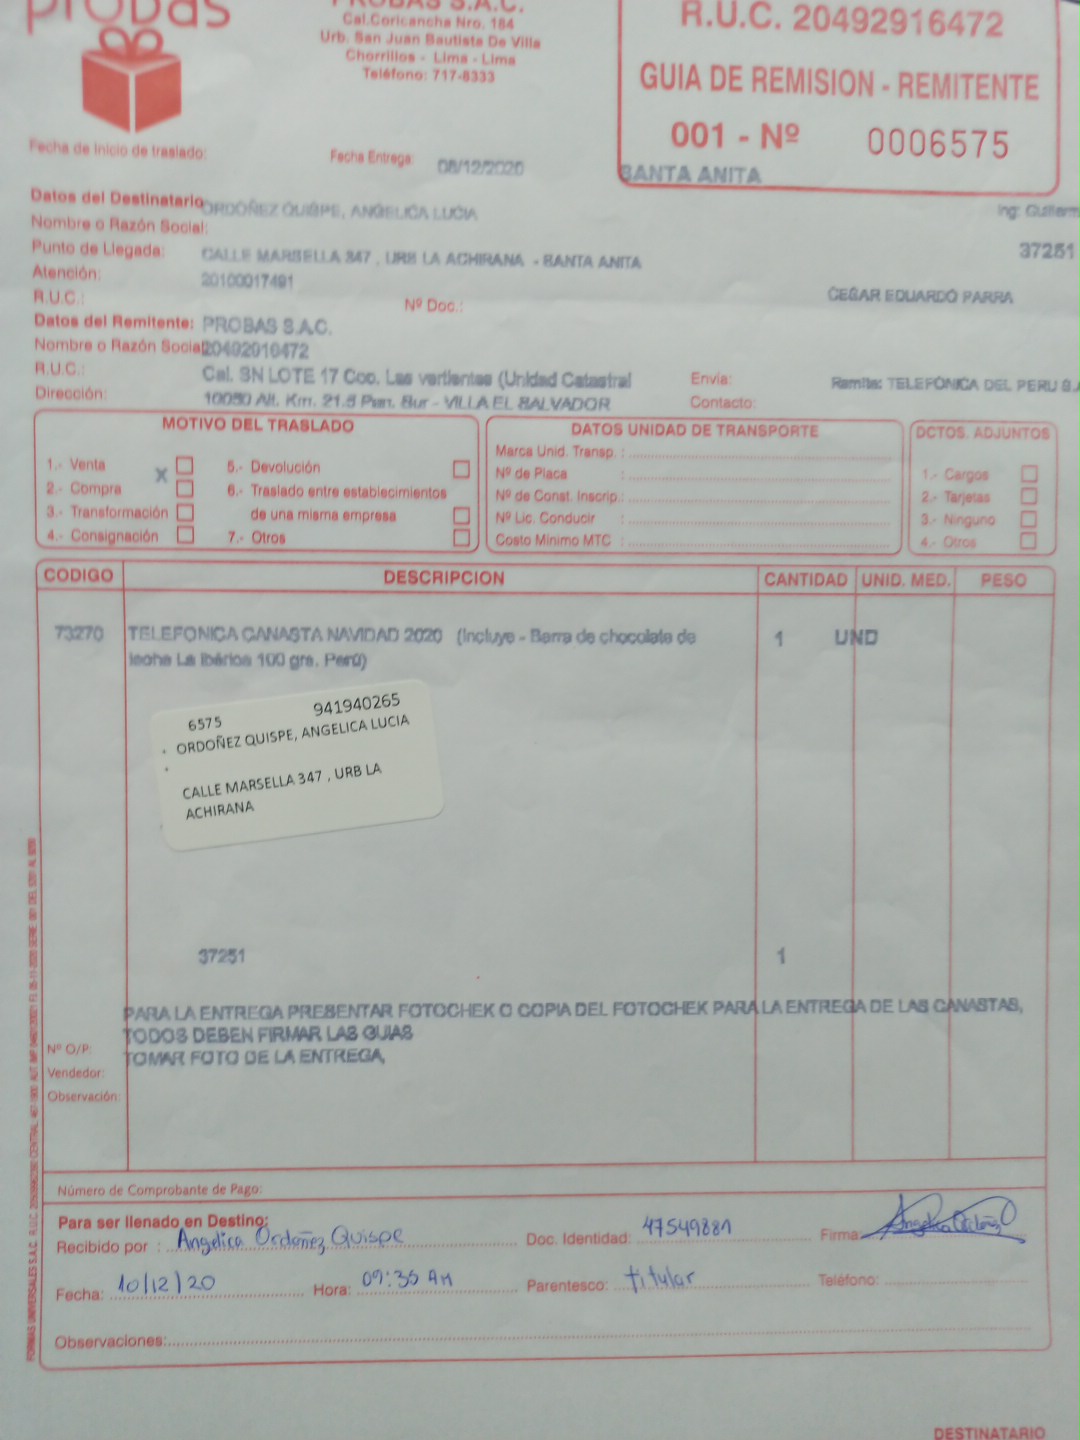 probas
PROBAS S.A.C.
Cal.Coricancha Nro. 184
Urb. San Juan Bautista De Villa
Chorrillos - Lima - Lima
Teléfono: 717-8333
R.U.C. 20492916472
GUIA DE REMISION - REMITENTE
001 - Nº 0006575
SANTA ANITA
Fecha de Inicio de traslado:
Fecha Entrega: 08/12/2020
Datos del Destinatario
ORDOÑEZ QUISPE, ANGELICA LUCIA
Nombre o Razón Social:
Ing: Guillerm
Punto de Llegada: CALLE MARSELLA 347 , URB LA ACHIRANA - SANTA ANITA
37251
Atención: 20100017491
CESAR EDUARDO PARRA
R.U.C.: Nº Doc.:
Datos del Remitente: PROBAS S.A.C.
Nombre o Razón Social 20492916472
R.U.C.: Cal. SN LOTE 17 Coo. Las vertientes (Unidad Catastral
Envía: Remite: TELEFONICA DEL PERU S.A
Dirección: 10050 Alt. Km. 21.5 Pan. Sur - VILLA EL SALVADOR
Contacto:
MOTIVO DEL TRASLADO
1.- Venta X
2.- Compra
3.- Transformación
4.- Consignación
5.- Devolución
6.- Traslado entre establecimientos
de una misma empresa
7.- Otros
DATOS UNIDAD DE TRANSPORTE
Marca Unid. Transp. :
Nº de Placa :
Nº de Const. Inscrip.:
Nº Lic. Conducir :
Costo Mínimo MTC :
DCTOS. ADJUNTOS
1.- Cargos
2.- Tarjetas
3.- Ninguno
4.- Otros
CODIGO DESCRIPCION CANTIDAD UNID. MED. PESO
73270 TELEFONICA CANASTA NAVIDAD 2020 (Incluye - Barra de chocolate de 1 UND
leche La Ibérica 100 grs. Perú)
6575 941940265
ORDOÑEZ QUISPE, ANGELICA LUCIA
CALLE MARSELLA 347 , URB LA
ACHIRANA
37251 1
PARA LA ENTREGA PRESENTAR FOTOCHEK O COPIA DEL FOTOCHEK PARA LA ENTREGA DE LAS CANASTAS,
TODOS DEBEN FIRMAR LAS GUIAS
TOMAR FOTO DE LA ENTREGA,
Nº O/P:
Vendedor:
Observación:
Número de Comprobante de Pago:
Para ser llenado en Destino:
Recibido por : Angelica Ordoñez Quispe Doc. Identidad: 47549881 Firma: Angelica Ordoñez
Fecha: 10/12/20 Hora: 09:35 AM Parentesco: titular Teléfono:
Observaciones:
DESTINATARIO